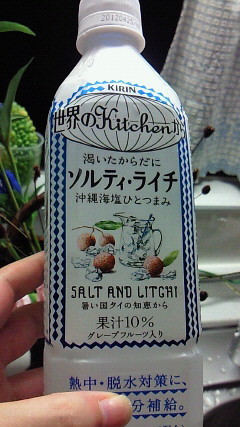 KIRIN
世界のKitchenか
渇いたからだに
ソルティ・ライチ
沖縄海塩ひとつまみ
SALT AND LITCHI
暑い国タイの知恵から
果汁10%
グレープフルーツ入り
熱中・脱水対策に、
分補給。